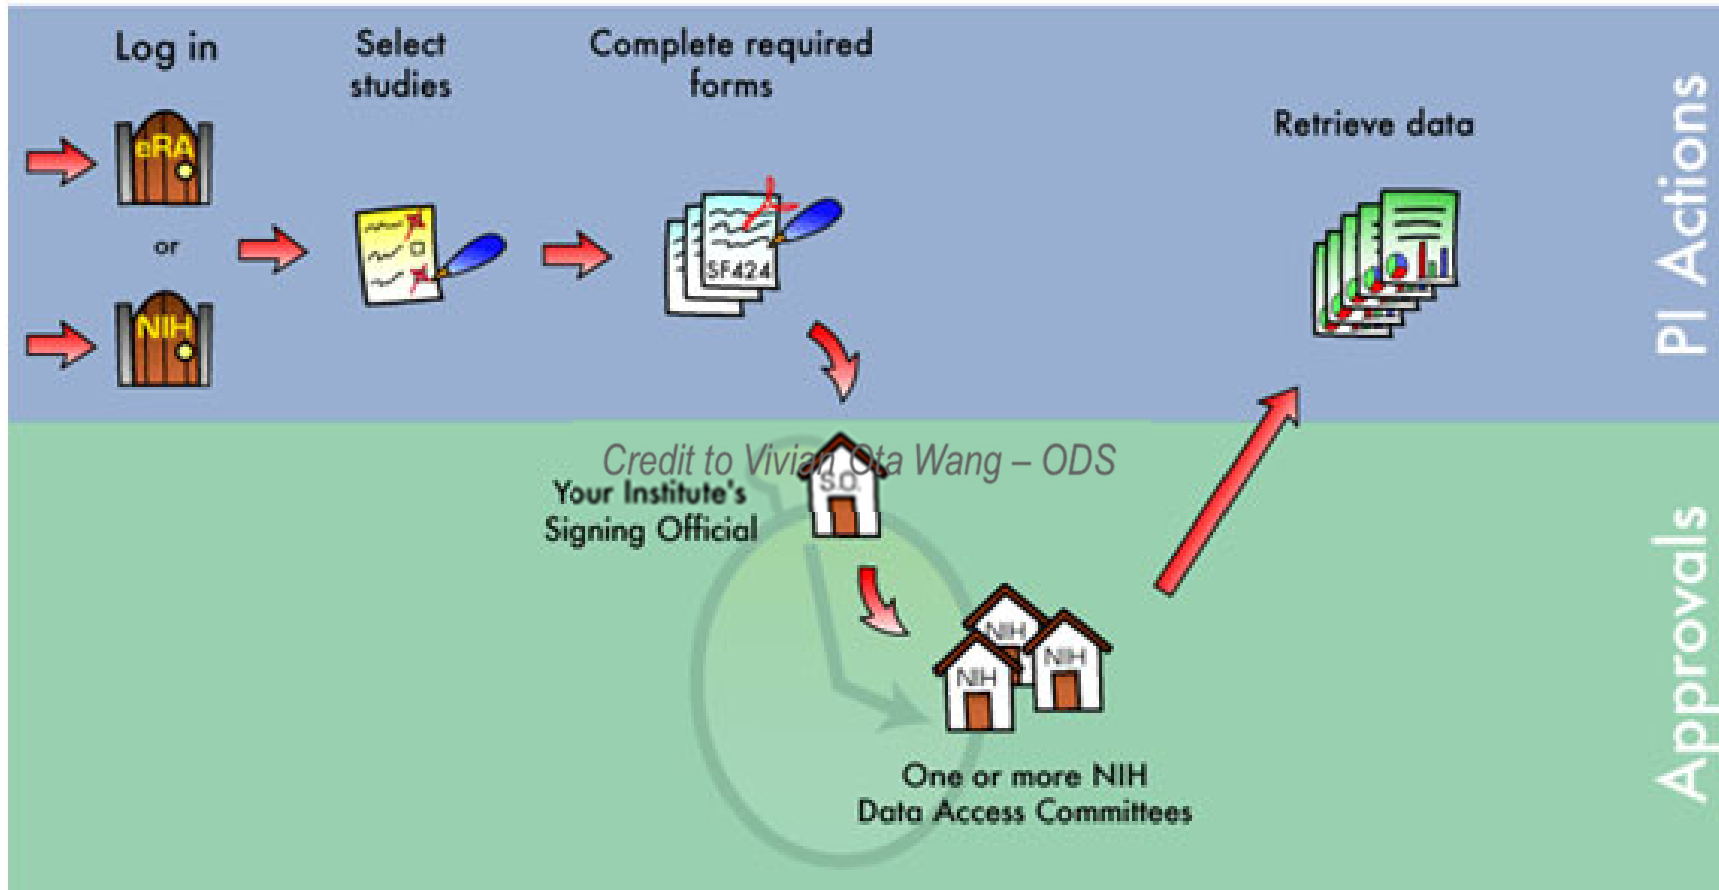 Log in
Select
studies
Complete required
forms
Retrieve data
eRA
or
NIH
SF424
PI Actions
Credit to Vivian Ota Wang – ODS
S.O.
Your Institute's
Signing Official
NIH
NIH
NIH
One or more NIH
Data Access Committees
Approvals